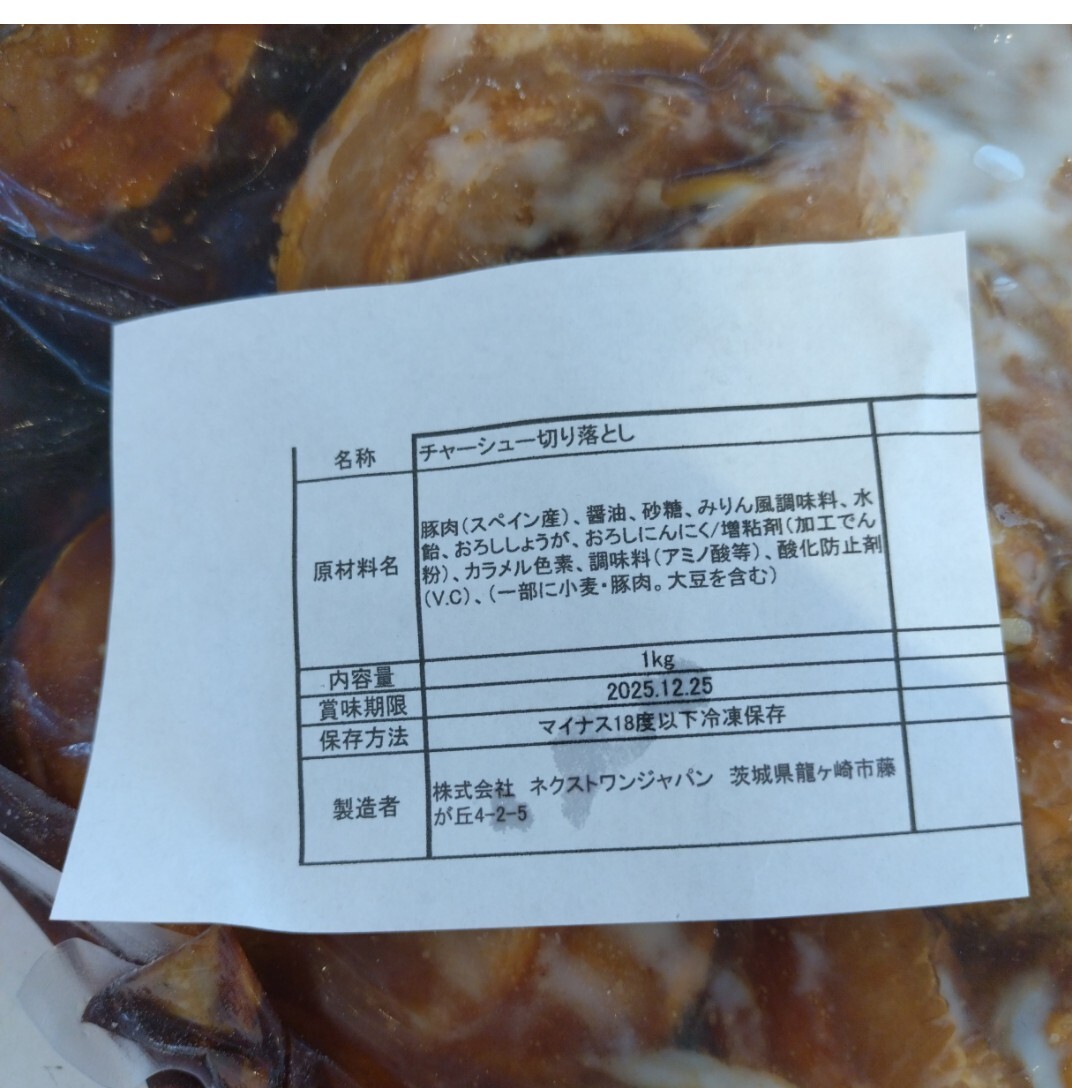 名称 チャーシュー切り落とし
原材料名
豚肉(スペイン産)、醤油、砂糖、みりん風調味料、水
飴、おろししょうが、おろしにんにく/増粘剤(加工でん
粉)、カラメル色素、調味料(アミノ酸等)、酸化防止剤
(V.C)、(一部に小麦・豚肉。大豆を含む)
内容量 1kg
賞味期限 2025.12.25
保存方法 マイナス18度以下冷凍保存
製造者
株式会社 ネクストワンジャパン 茨城県龍ヶ崎市藤
が丘4-2-5